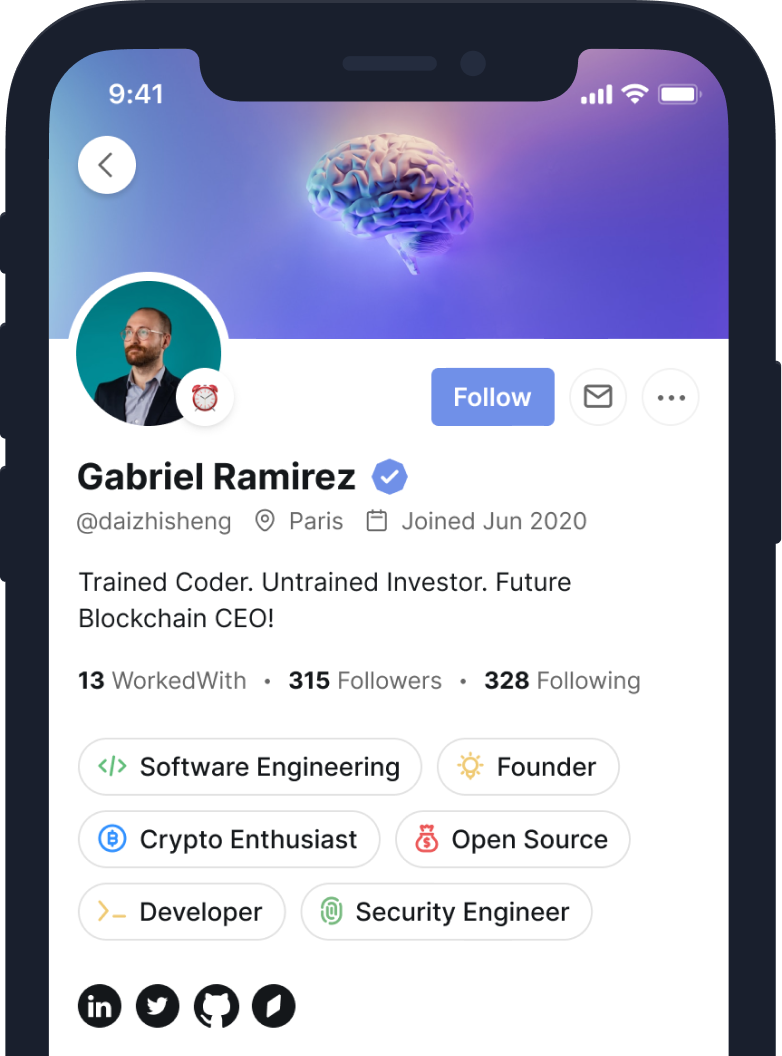 9:41
Follow
Gabriel Ramirez
@daizhisheng Paris Joined Jun 2020
Trained Coder. Untrained Investor. Future
Blockchain CEO!
13 WorkedWith • 315 Followers • 328 Following
Software Engineering Founder
Crypto Enthusiast Open Source
Developer Security Engineer
in